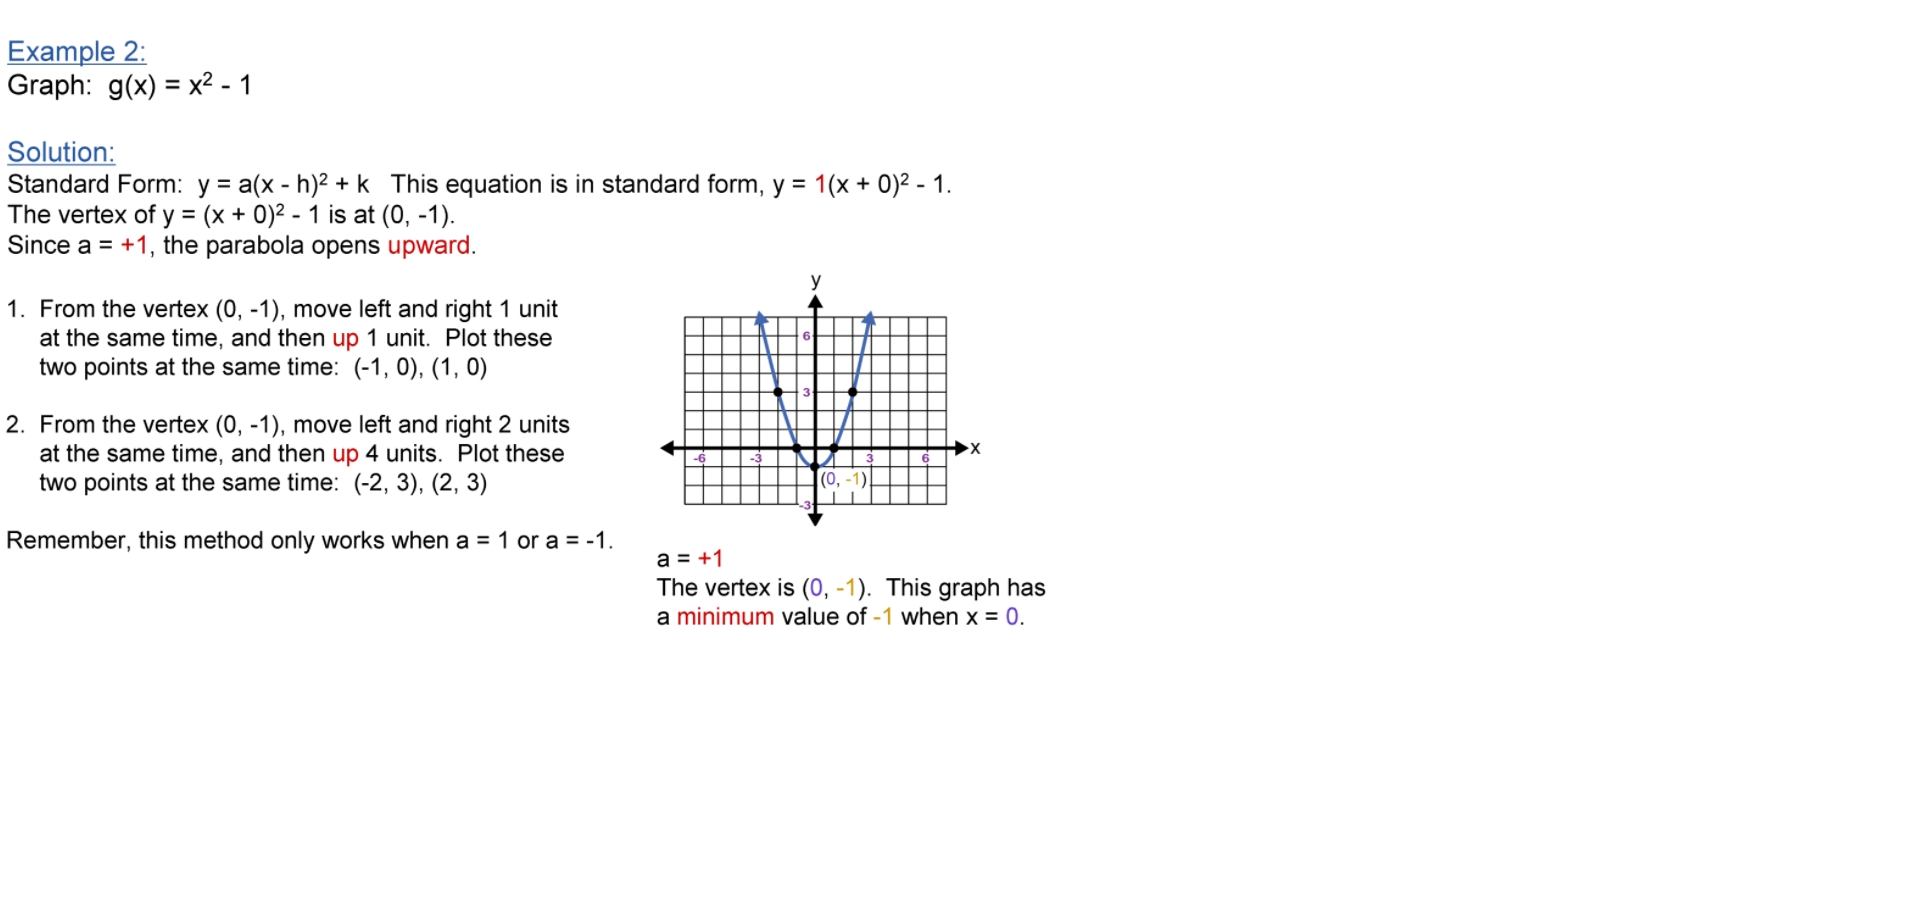 Example 2:
Graph:  g(x) = x² - 1
Solution:
Standard Form:  y = a(x - h)² + k   This equation is in standard form, y = 1(x + 0)² - 1.
The vertex of y = (x + 0)² - 1 is at (0, -1).
Since a = +1, the parabola opens upward.
1.  From the vertex (0, -1), move left and right 1 unit
at the same time, and then up 1 unit.  Plot these
two points at the same time:  (-1, 0), (1, 0)
2.  From the vertex (0, -1), move left and right 2 units
at the same time, and then up 4 units.  Plot these
two points at the same time:  (-2, 3), (2, 3)
Remember, this method only works when a = 1 or a = -1.
y
6
3
x
-6 -3 3 6
(0, -1)
-3
a = +1
The vertex is (0, -1).  This graph has
a minimum value of -1 when x = 0.